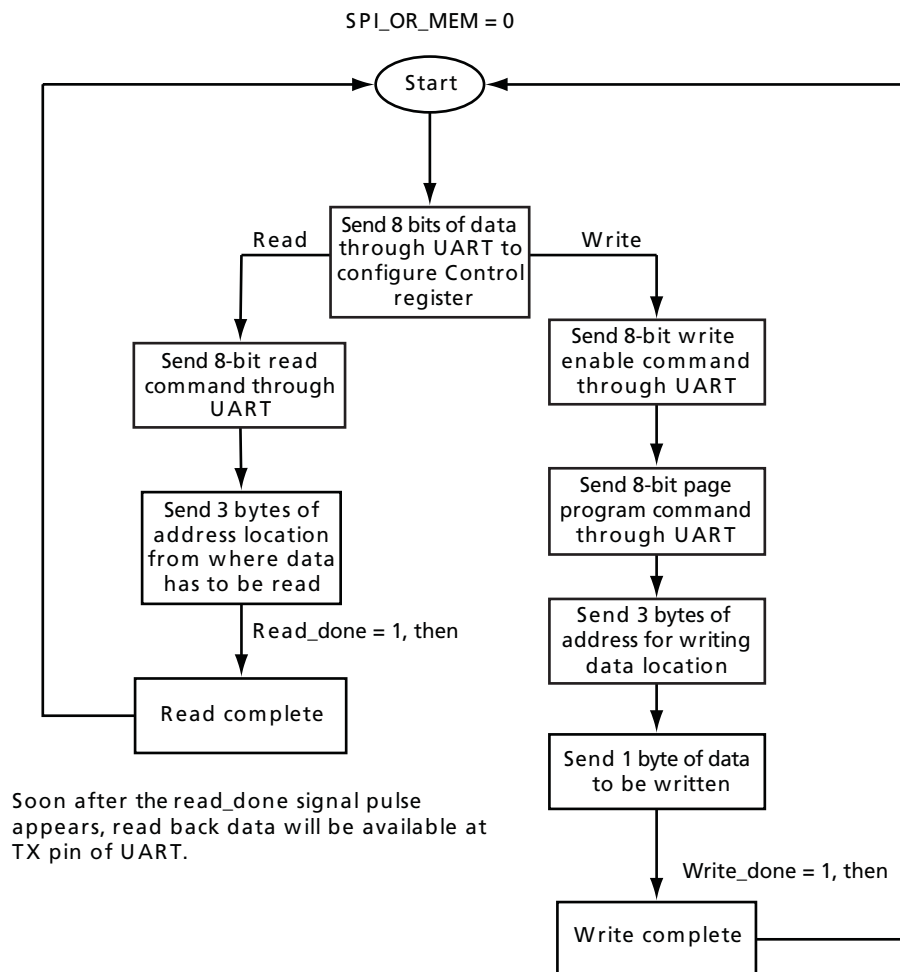 SPI_OR_MEM = 0
Start
Send 8 bits of data
through UART to
configure Control
register
Read
Write
Send 8-bit read
command through
UART
Send 3 bytes of
address location
from where data
has to be read
Read_done = 1, then
Read complete
Soon after the read_done signal pulse
appears, read back data will be available at
TX pin of UART.
Send 8-bit write
enable command
through UART
Send 8-bit page
program command
through UART
Send 3 bytes of
address for writing
data location
Send 1 byte of data
to be written
Write_done = 1, then
Write complete